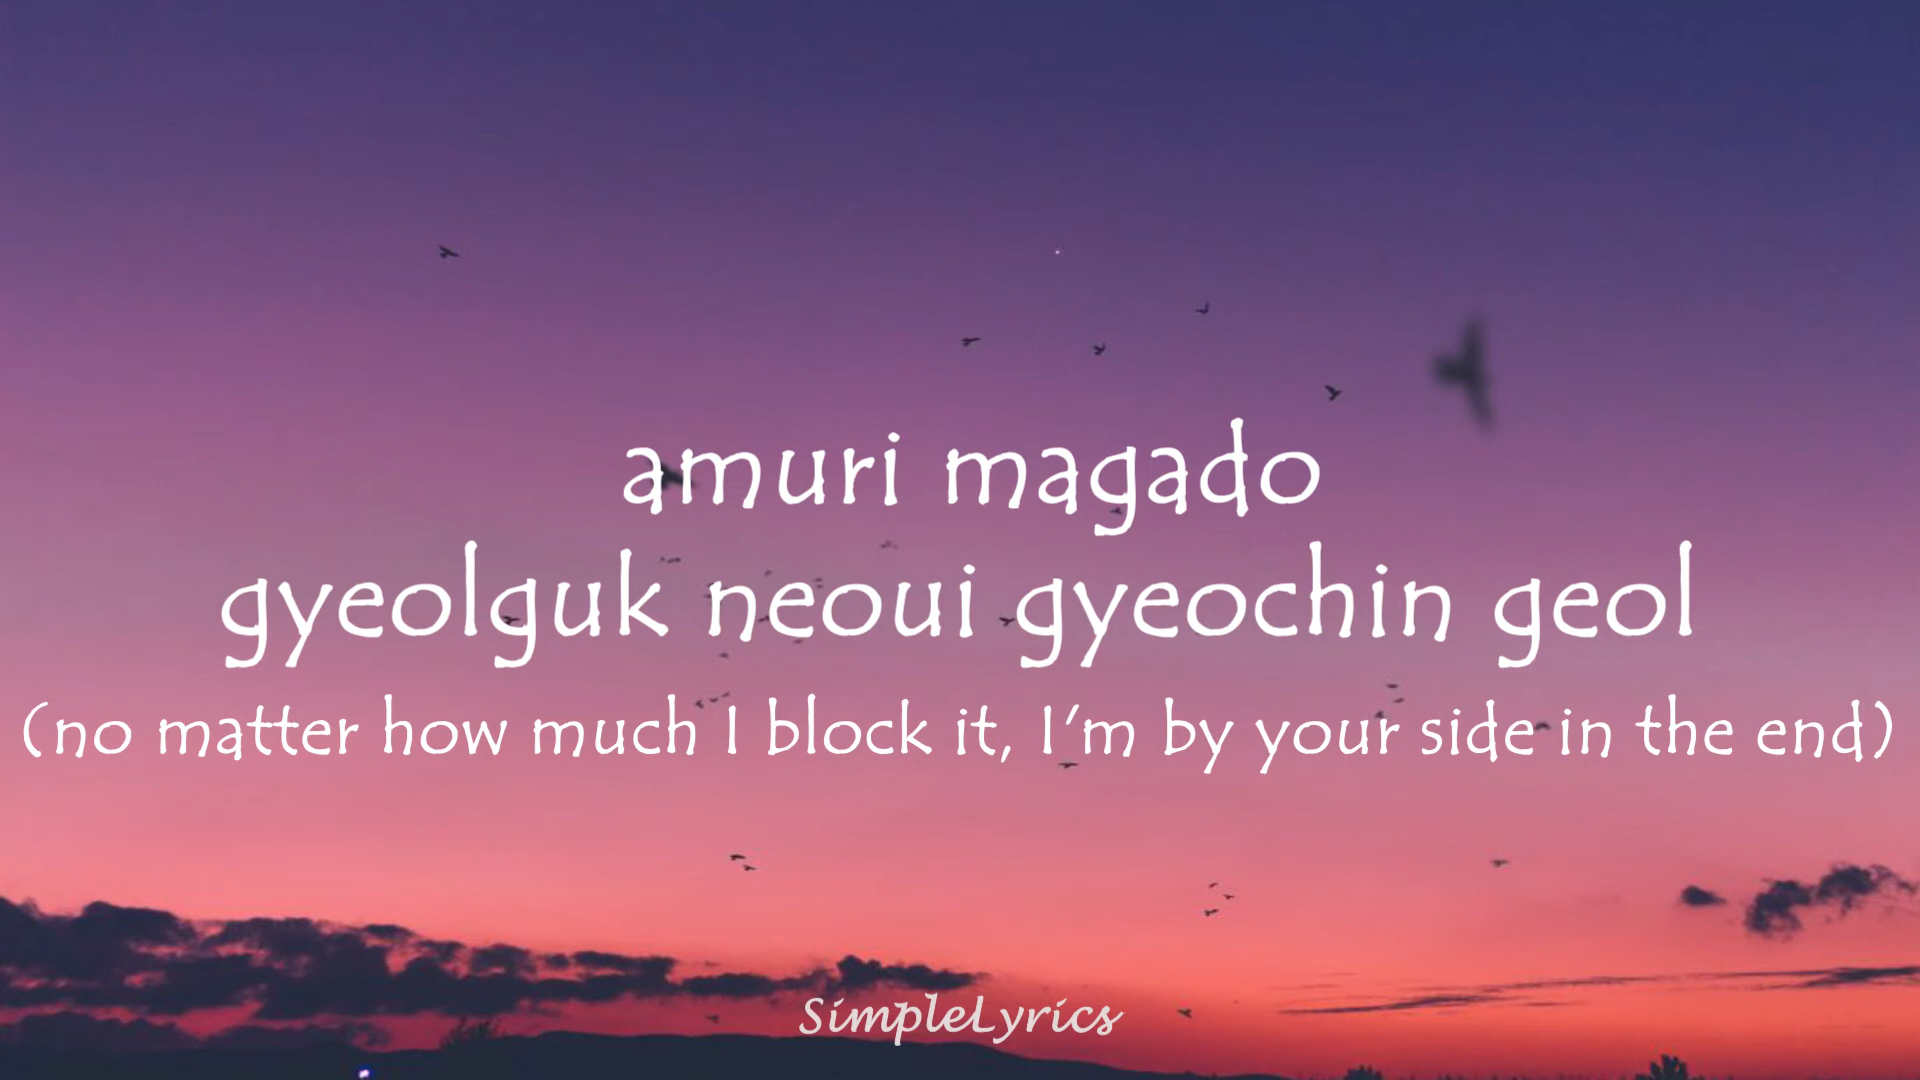 amuri magado
gyeolguk neoui gyeochin geol
(no matter how much I block it, I'm by your side in the end)
SimpleLyrics